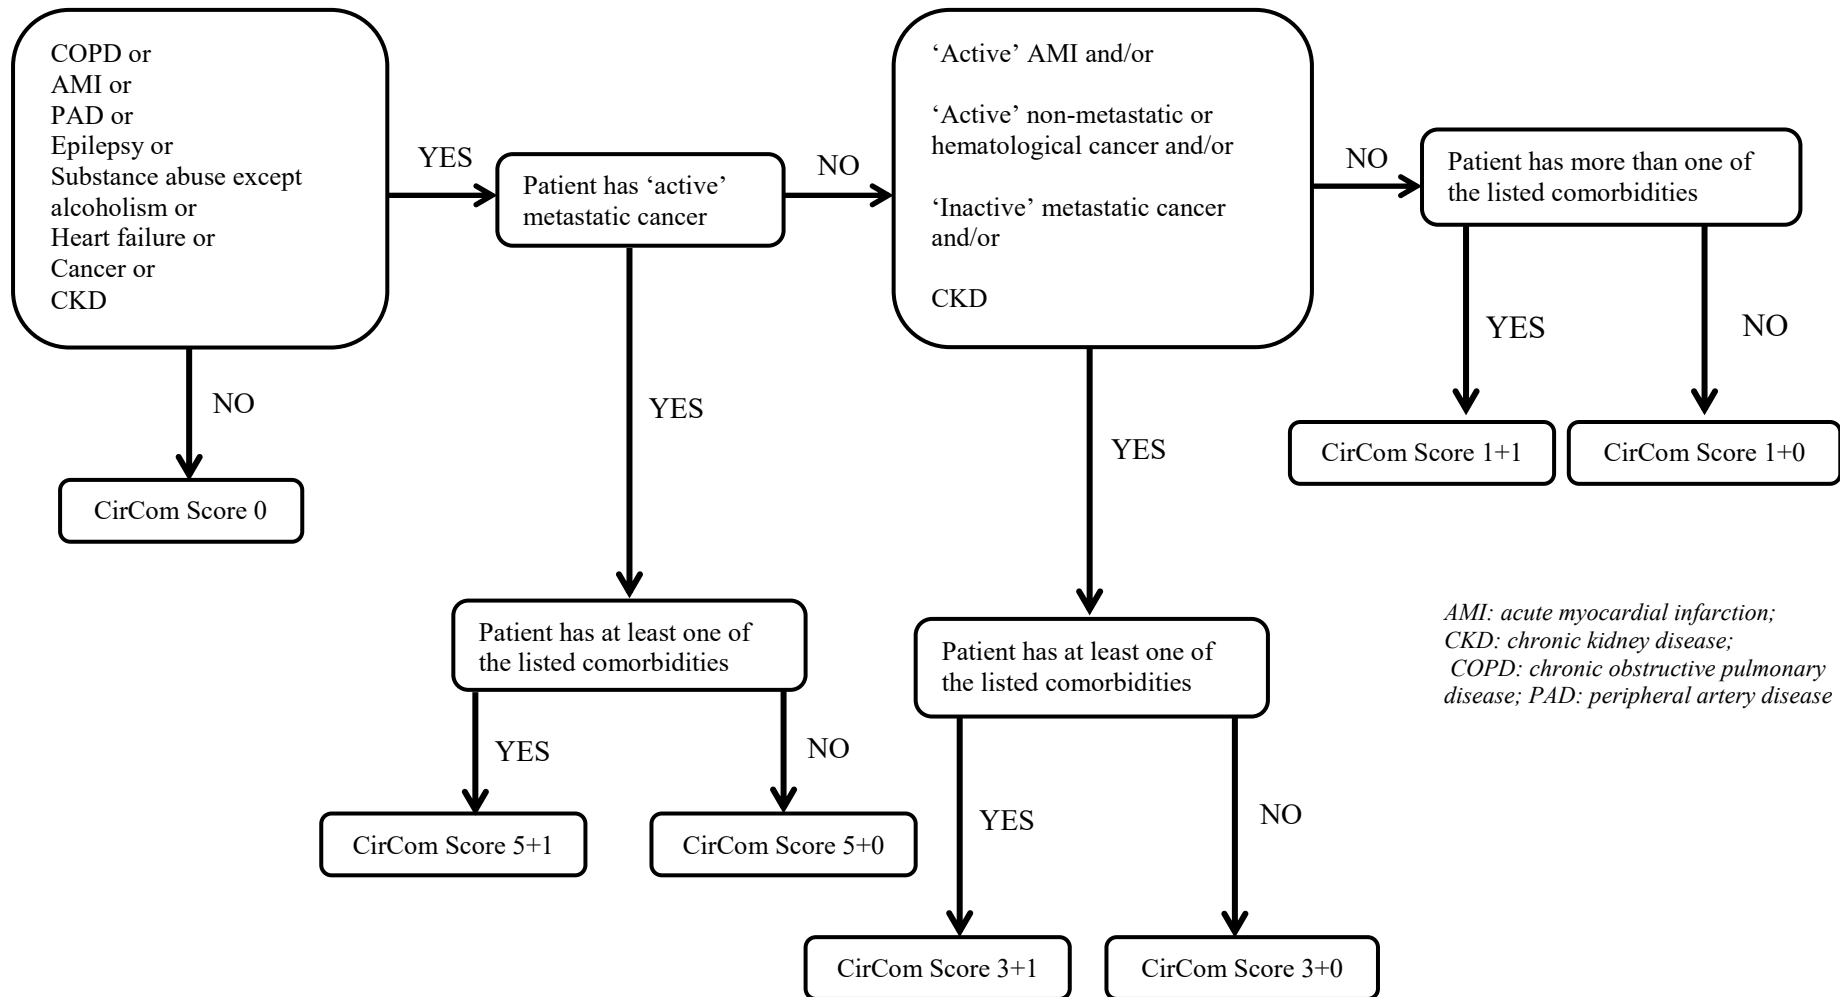 COPD or
AMI or
PAD or
Epilepsy or
Substance abuse except
alcoholism or
Heart failure or
Cancer or
CKD
YES
NO
CirCom Score 0
Patient has ‘active’
metastatic cancer
NO
YES
Patient has at least one of
the listed comorbidities
YES
NO
CirCom Score 5+1
CirCom Score 5+0
‘Active’ AMI and/or
‘Active’ non-metastatic or
hematological cancer and/or
‘Inactive’ metastatic cancer
and/or
CKD
NO
YES
Patient has at least one of
the listed comorbidities
YES
NO
CirCom Score 3+1
CirCom Score 3+0
Patient has more than one of
the listed comorbidities
YES
NO
CirCom Score 1+1
CirCom Score 1+0
AMI: acute myocardial infarction;
CKD: chronic kidney disease;
COPD: chronic obstructive pulmonary
disease; PAD: peripheral artery disease